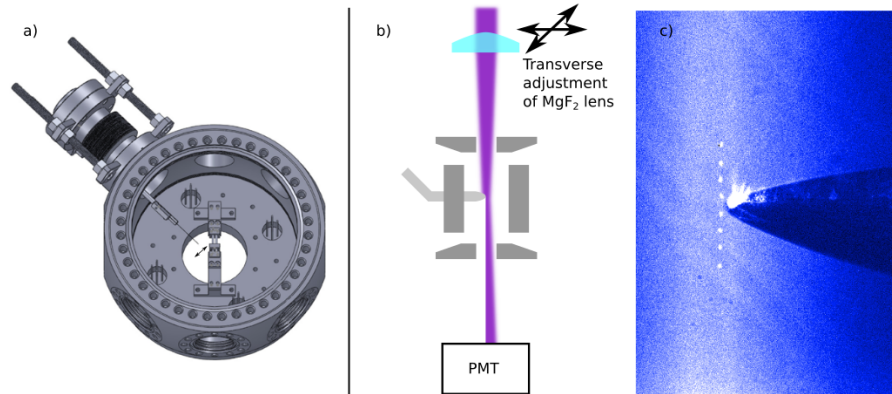 a)
b)
c)
Transverse
adjustment
of MgF₂ lens
PMT